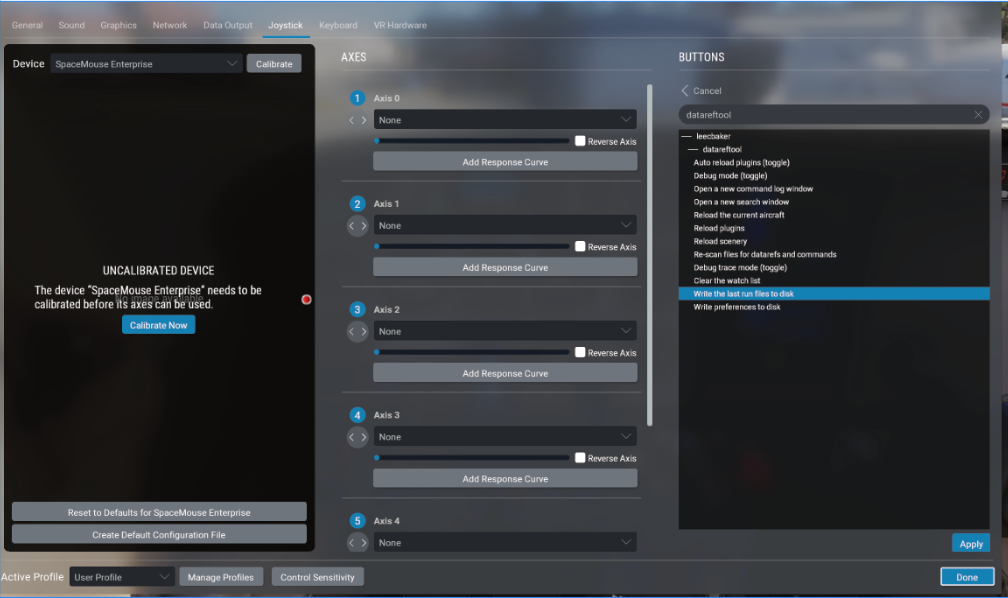 General Sound Graphics Network Data Output Joystick Keyboard VR Hardware
Device SpaceMouse Enterprise Calibrate
UNCALIBRATED DEVICE
The device "SpaceMouse Enterprise" needs to be
No image available
calibrated before its axes can be used.
Calibrate Now
Reset to Defaults for SpaceMouse Enterprise
Create Default Configuration File
AXES
1 Axis 0
None
Reverse Axis
Add Response Curve
2 Axis 1
None
Reverse Axis
Add Response Curve
3 Axis 2
None
Reverse Axis
Add Response Curve
4 Axis 3
None
Reverse Axis
Add Response Curve
5 Axis 4
None
BUTTONS
Cancel
datareftool
leecbaker
datareftool
Auto reload plugins (toggle)
Debug mode (toggle)
Open a new command log window
Open a new search window
Reload the current aircraft
Reload plugins
Reload scenery
Re-scan files for datarefs and commands
Debug trace mode (toggle)
Clear the watch list
Write the last run files to disk
Write preferences to disk
Apply
Active Profile User Profile Manage Profiles Control Sensitivity Done